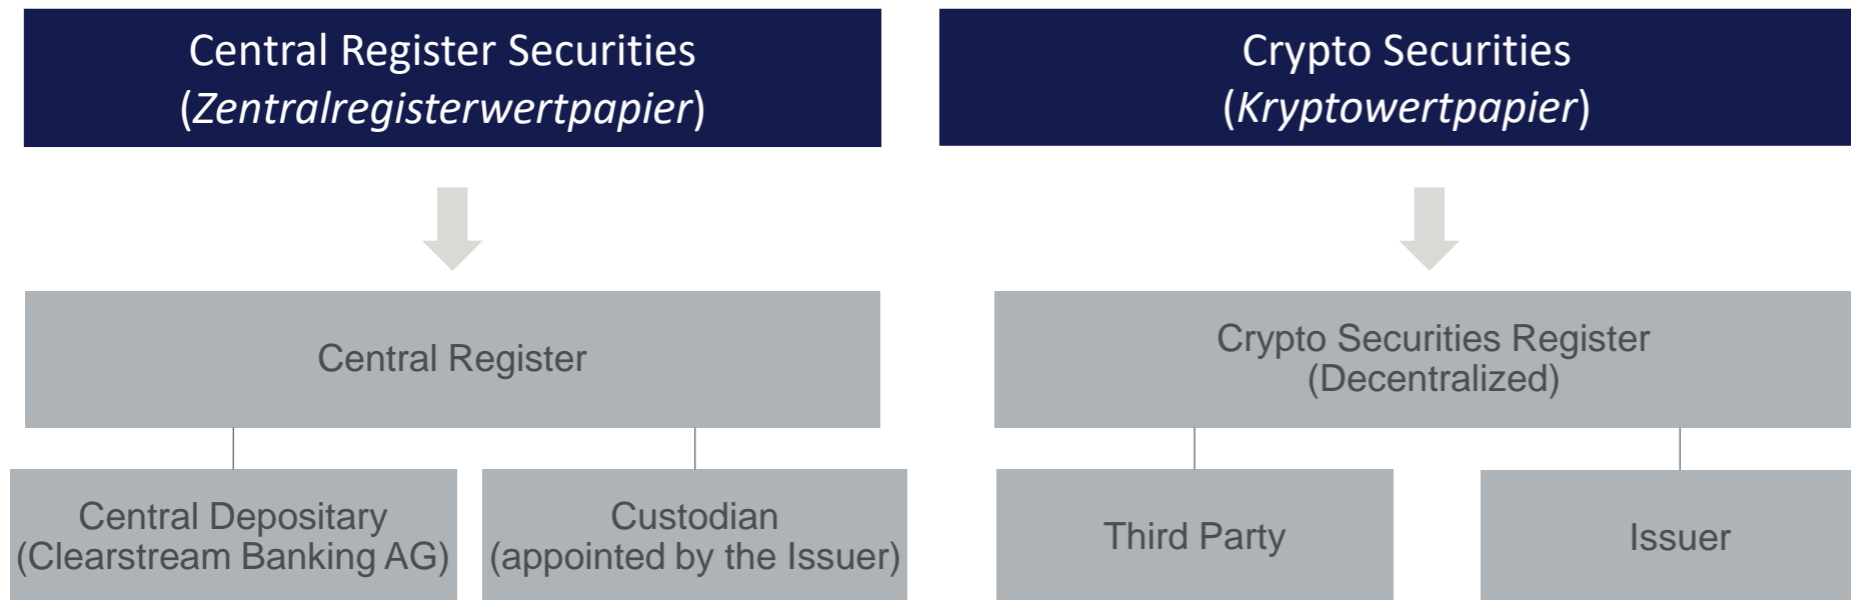 Central Register Securities
(Zentralregisterwertpapier)
Crypto Securities
(Kryptowertpapier)
Central Register
Crypto Securities Register
(Decentralized)
Central Depositary
(Clearstream Banking AG)
Custodian
(appointed by the Issuer)
Third Party
Issuer